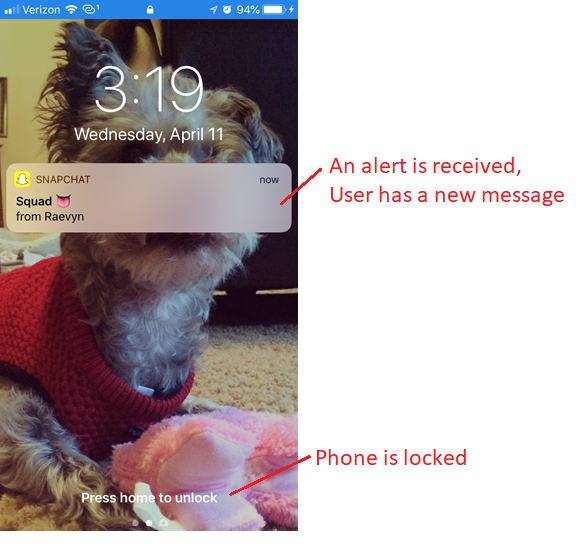 Verizon 1 94%
3:19
Wednesday, April 11
SNAPCHAT now
Squad 👅
from Raevyn
An alert is received,
User has a new message
Phone is locked
Press home to unlock